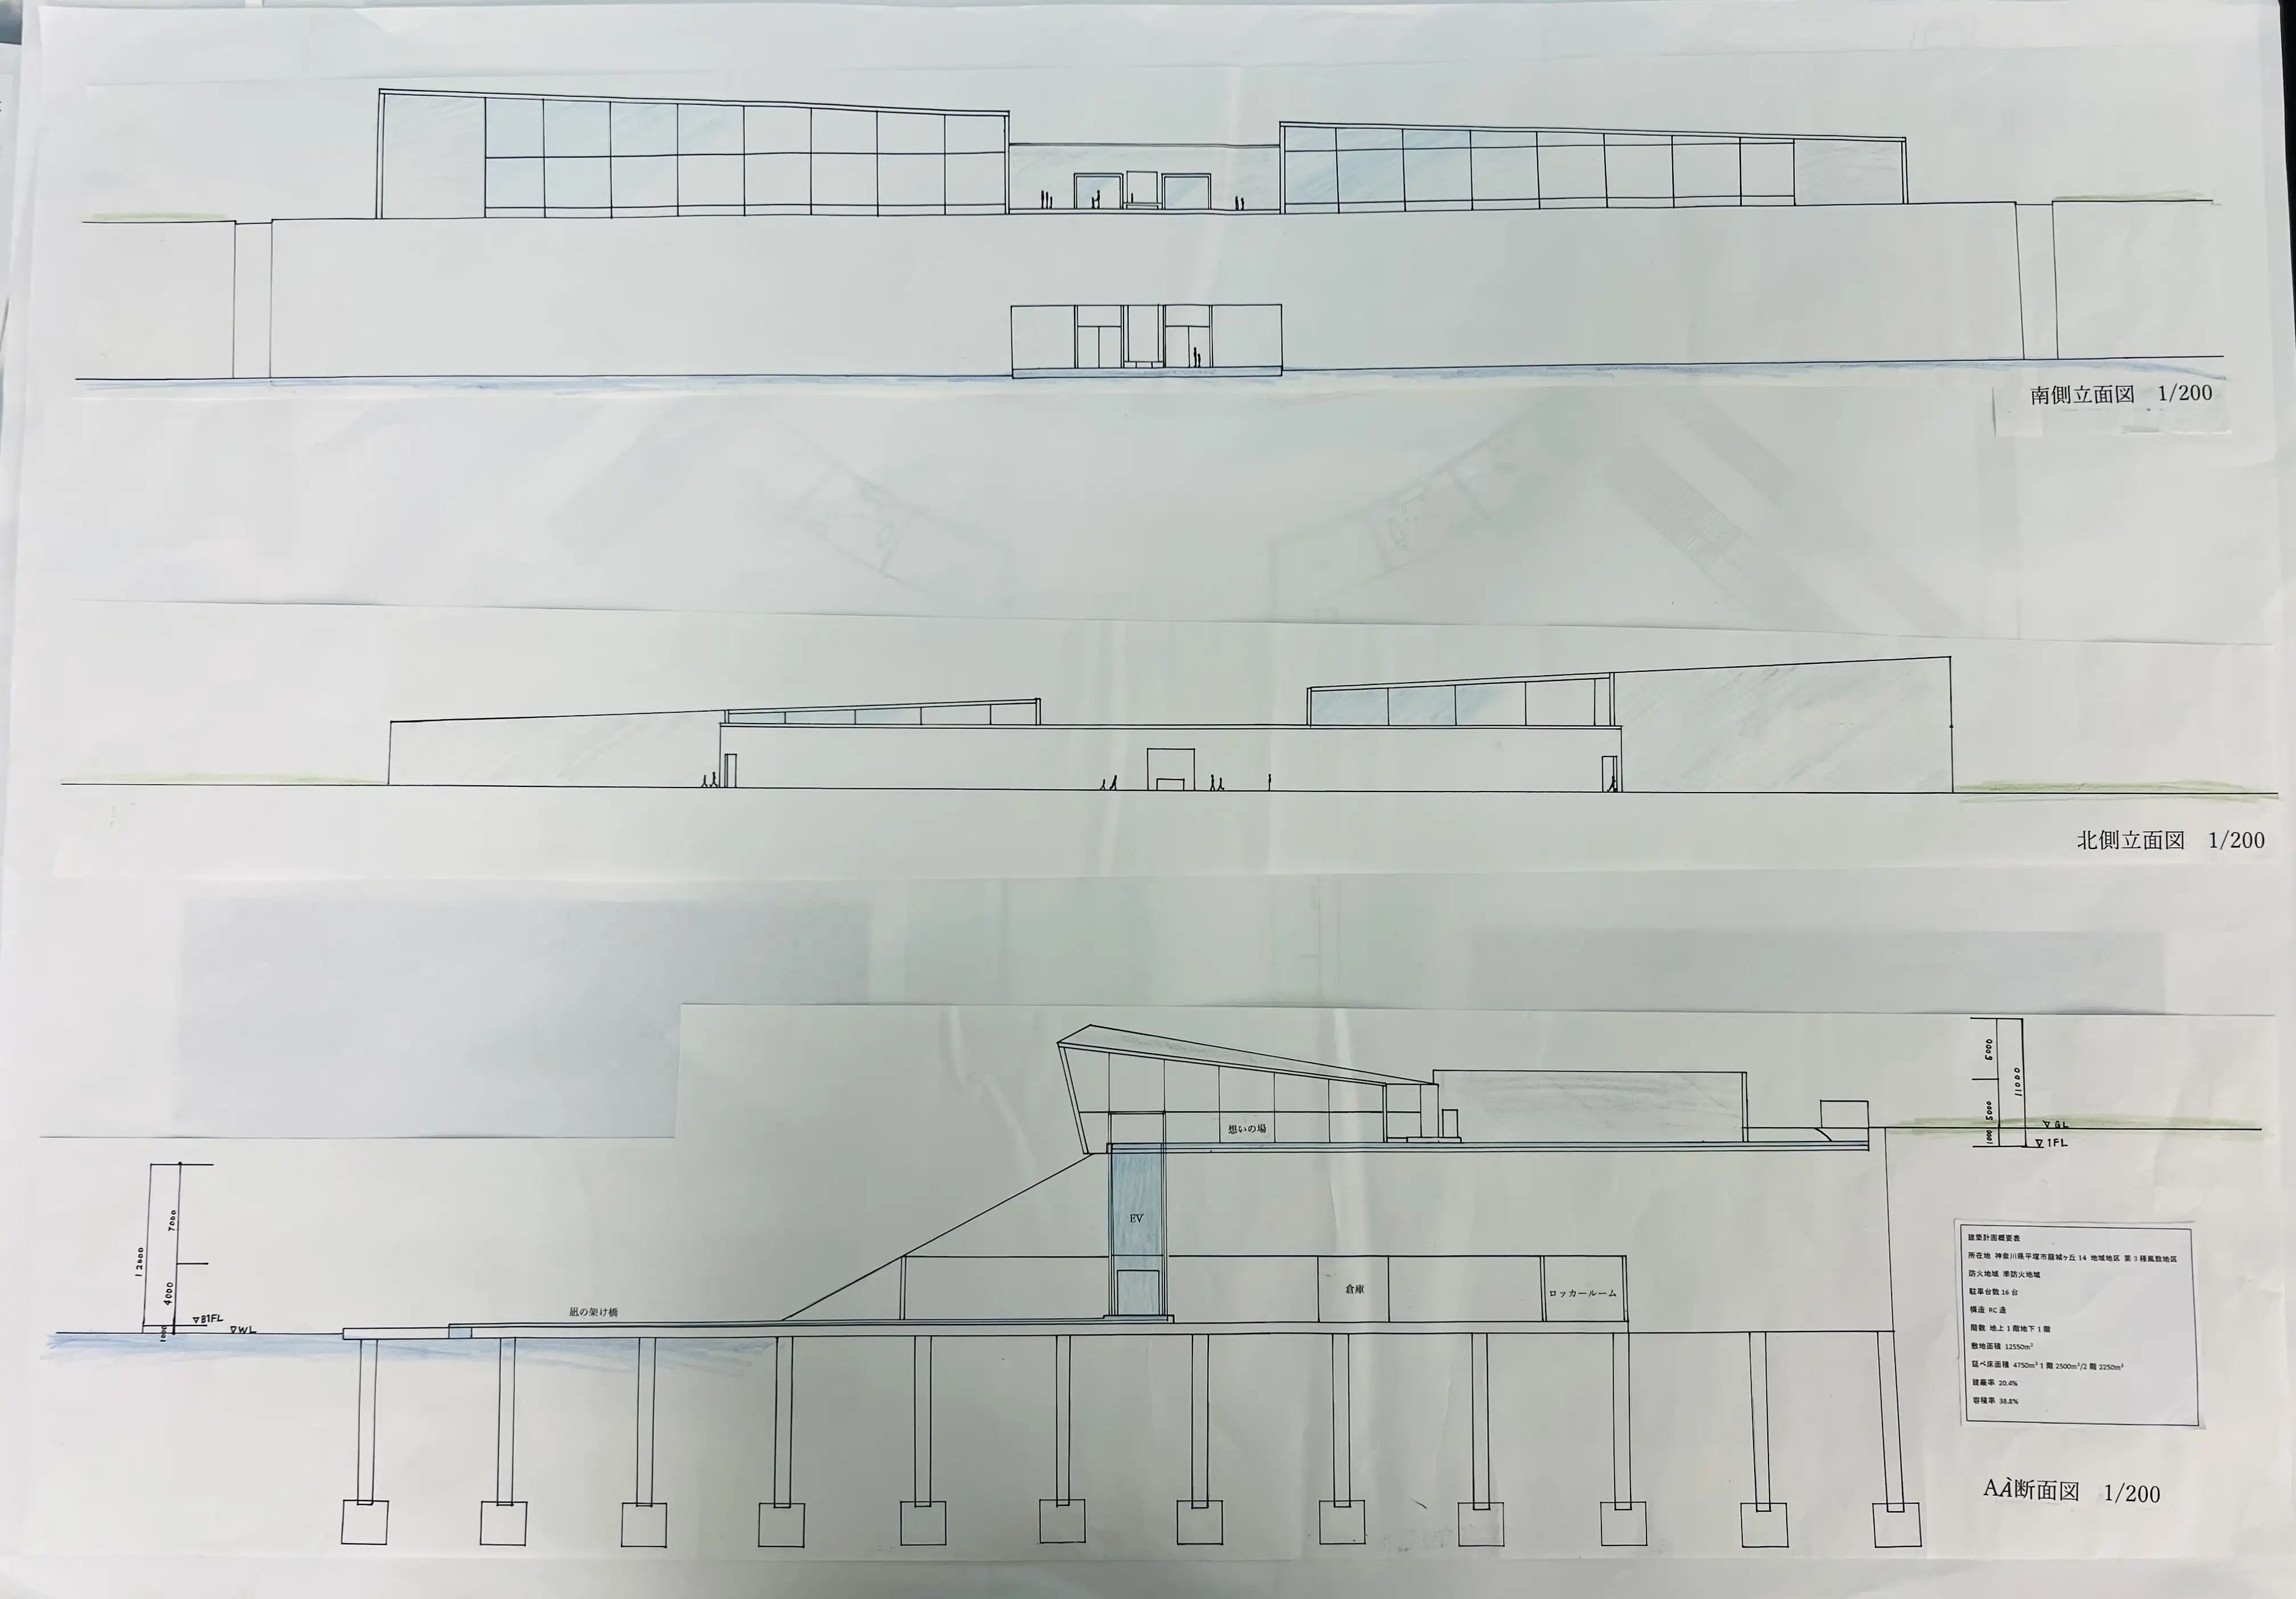 南側立面図 1/200
北側立面図 1/200
6000
5000
1000
11000
▽GL
▽1FL
想いの場
EV
倉庫
ロッカールーム
凪の架け橋
12000
7000
4000
1000
▽B1FL
▽WL
建築計画概要表
所在地 神奈川県平塚市龍城ヶ丘 14 地域地区 第3種風致地区
防火地域 準防火地域
駐車台数 16 台
構造 RC 造
階数 地上 1 階地下 1 階
敷地面積 12550m²
延べ床面積 4750m² 1 階 2500m²/2 階 2250m²
建蔽率 20.4%
容積率 38.8%
AA断面図 1/200